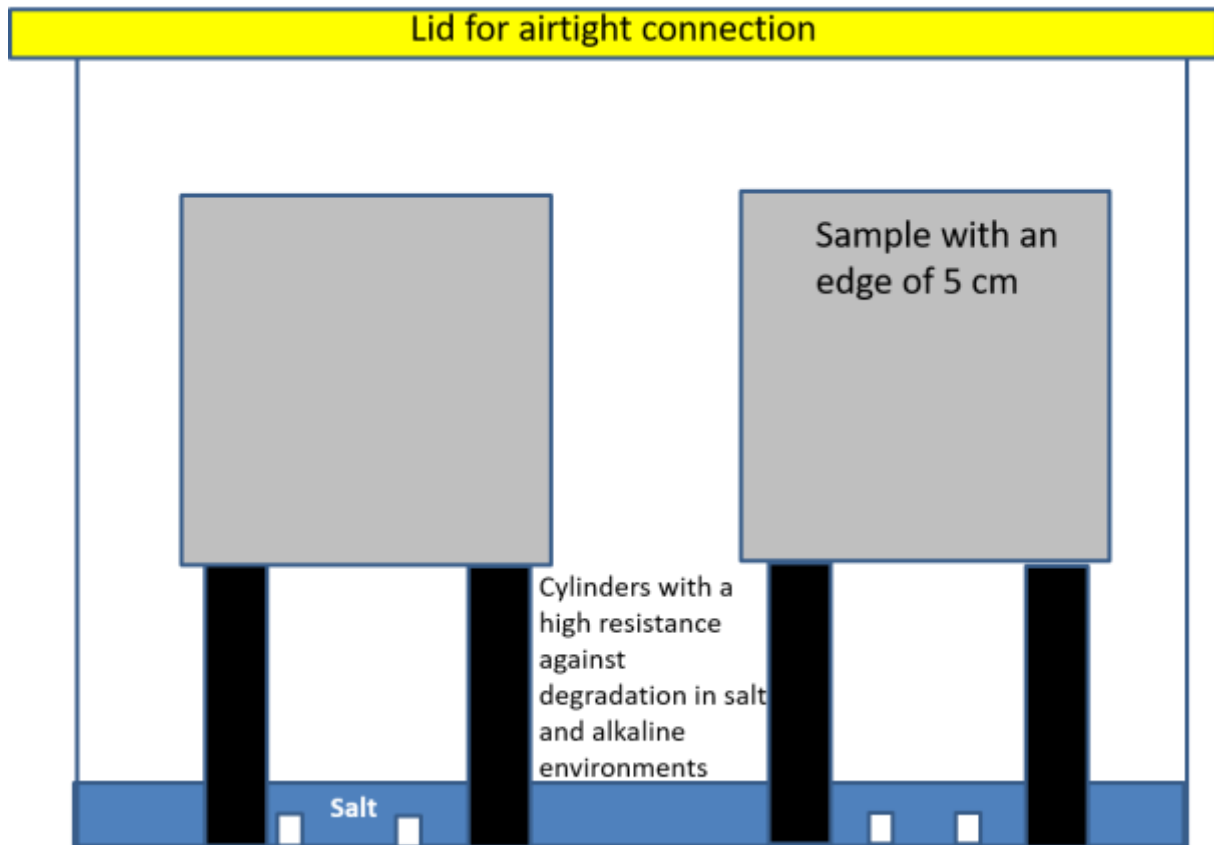 Lid for airtight connection
Sample with an
edge of 5 cm
Cylinders with a
high resistance
against
degradation in salt
and alkaline
environments
Salt